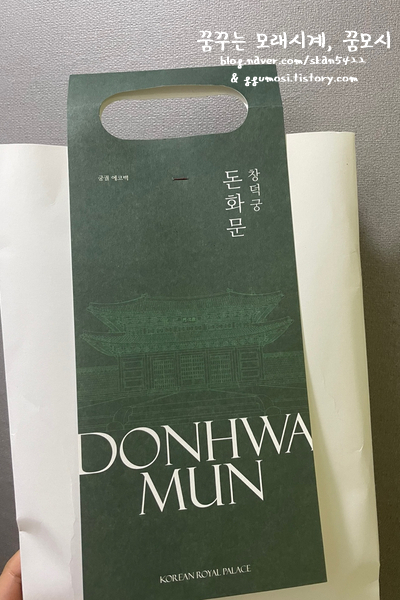 꿈꾸는 모래시계, 꿈모시
blog.naver.com/skdn5422
& ggumosi.tistory.com
궁궐 에코백
창덕궁
돈화문
DONHWA
MUN
KOREAN ROYAL PALACE